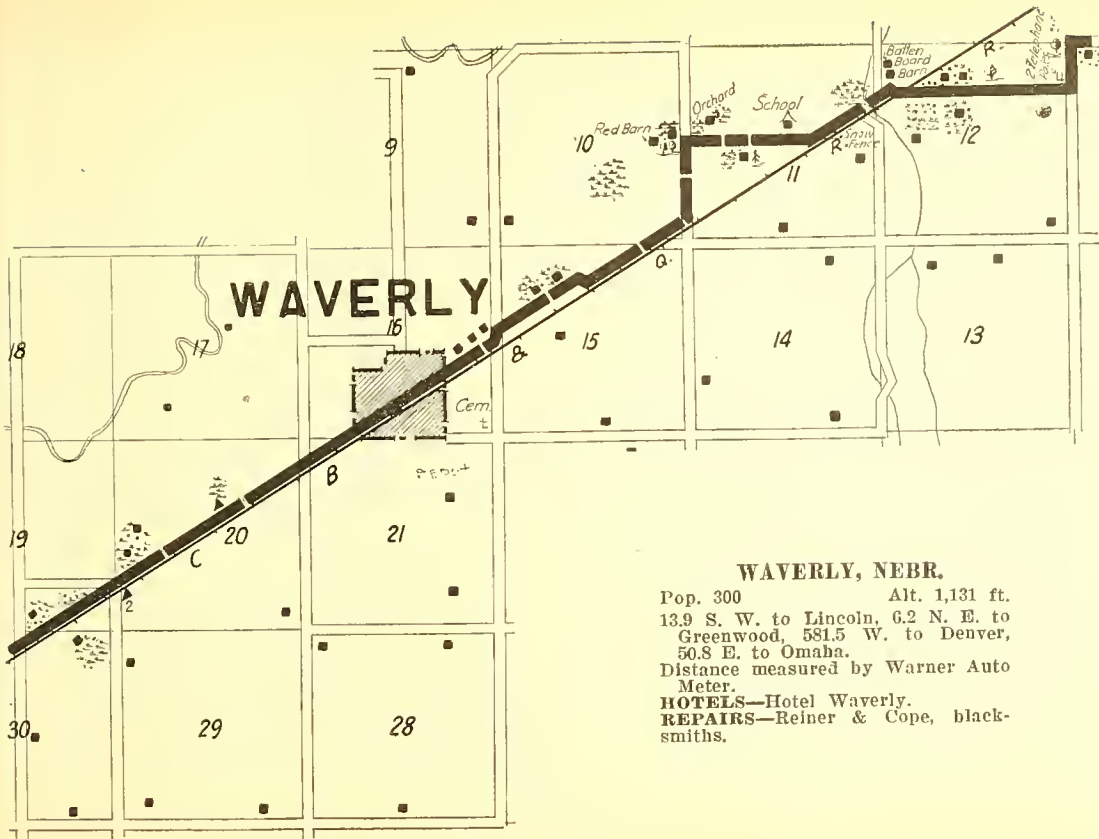 R.
Batten
Board
Barn
2 Telephone
Poles
Orchard
School
Red Barn
9
10
R.
Snow
Fence
12
11
Q.
WAVERLY
16
18
17
&
15
14
13
Cem.
B
19
20
21
C
2
30
29
28
WAVERLY, NEBR.
Pop. 300 Alt. 1,131 ft.
13.9 S. W. to Lincoln, 6.2 N. E. to
Greenwood, 581.5 W. to Denver,
50.8 E. to Omaha.
Distance measured by Warner Auto
Meter.
HOTELS—Hotel Waverly.
REPAIRS—Reiner & Cope, black-
smiths.